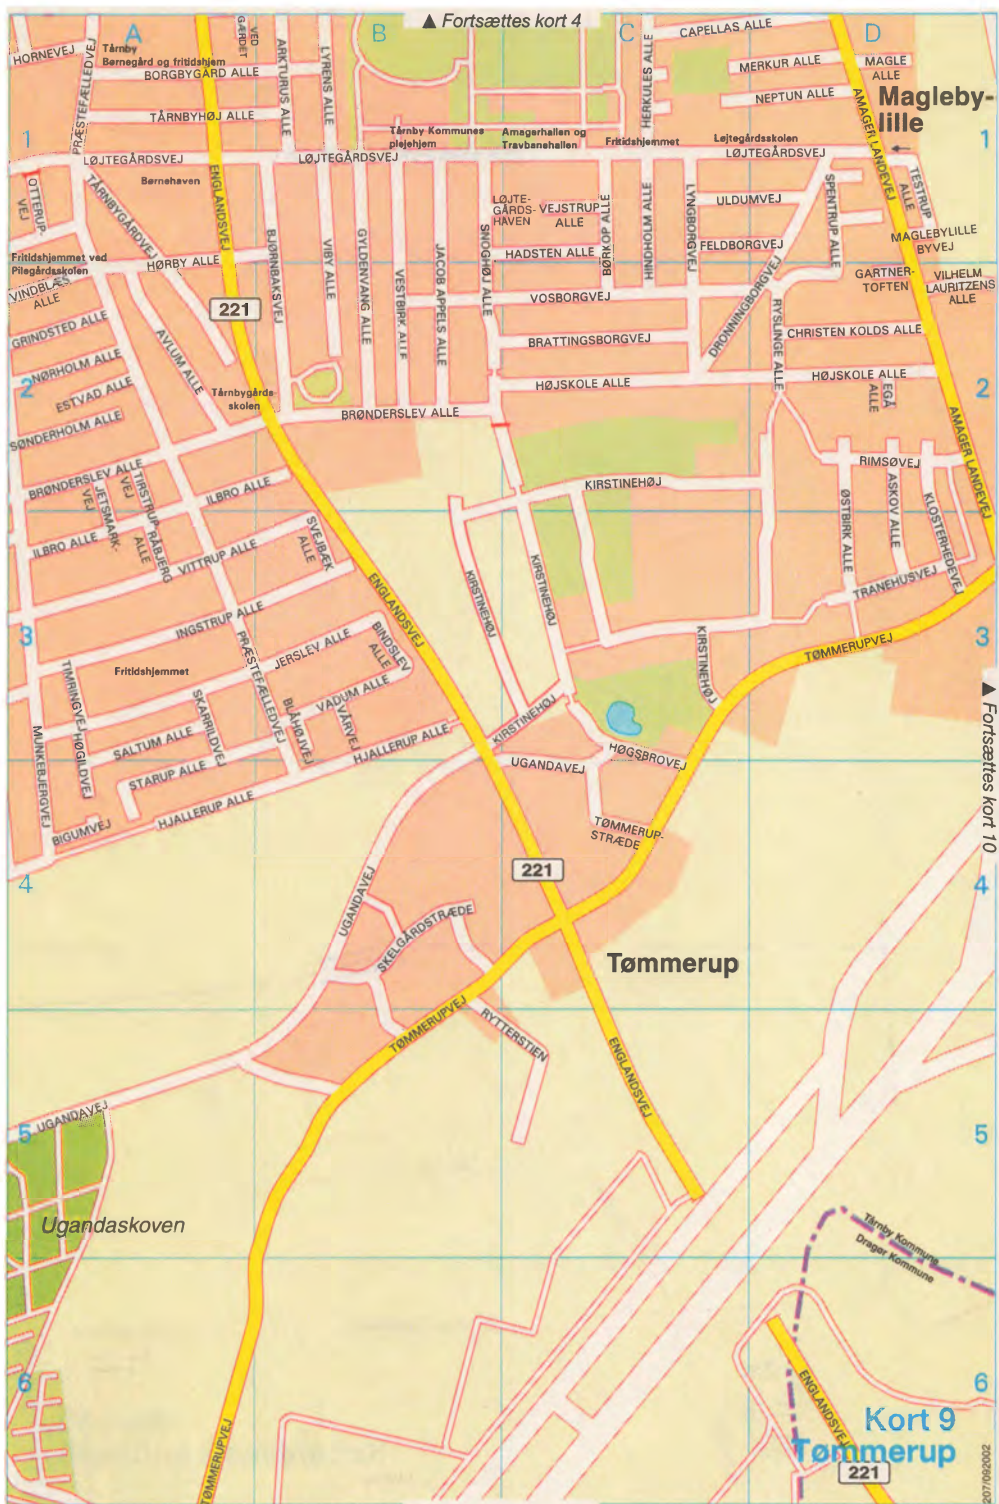 ▲ Fortsættes kort 4
A
B
C
D
HORNEVEJ
Tårnby
Børnegård og fritidshjem
PRÆSTEFÆLLEDVEJ
BORGBYGÅRD ALLE
VED
GÆRDET
ARKTURUS ALLE
LYRENS ALLE
TÅRNBYHØJ ALLE
HERKULES ALLE
CAPELLAS ALLE
MERKUR ALLE
NEPTUN ALLE
MAGLE
ALLE
Maglebylille
AMAGER LANDEVEJ
1
1
Tårnby Kommunes
plejehjem
Amagerhallen og
Travbanehallen
Fritidshjemmet
Løjtegårdsskolen
LØJTEGÅRDSVEJ
LØJTEGÅRDSVEJ
LØJTEGÅRDSVEJ
Børnehaven
OTTERUP-
VEJ
TÅRNBYGÅRDVEJ
ENGLANDSVEJ
SPENTRUP ALLE
TESTRUP
ALLE
MAGLEBYLILLE
BYVEJ
LØJTE-
GÅRDS-
HAVEN
VEJSTRUP
ALLE
BØRKOP ALLE
HINDHOLM ALLE
LYNGBORGVEJ
ULDUMVEJ
FELDBORGVEJ
HADSTEN ALLE
Fritidshjemmet ved
Pilegårdsskolen
HØRBY ALLE
VINDBLÆS
ALLE
BJØRNBAKSVEJ
VIBY ALLE
GYLDENVANG ALLE
VESTBIRK ALLE
JACOB APPELS ALLE
SNOGHØJ ALLE
VOSBORGVEJ
BRATTINGSBORGVEJ
DRONNINGBORGVEJ
RYSLINGE ALLE
GARTNER-
TOFTEN
VILHELM
LAURITZENS
ALLE
221
GRINDSTED ALLE
NØRHOLM ALLE
AVLUM ALLE
CHRISTEN KOLDS ALLE
HØJSKOLE ALLE
HØJSKOLE ALLE
EGÅ
ALLE
2
2
ESTVAD ALLE
SØNDERHOLM ALLE
Tårnbygårds-
skolen
BRØNDERSLEV ALLE
AMAGER LANDEVEJ
BRØNDERSLEV ALLE
JETSMARK-
VEJ
TIRSTRUP-
VEJ
RÅBJERG
ALLE
ILBRO ALLE
ILBRO ALLE
KIRSTINEHØJ
RIMSØVEJ
ØSTBIRK ALLE
ASKOV ALLE
KLOSTERHEDEVEJ
VITTRUP ALLE
SVEJBÆK
ALLE
KIRSTINEHØJ
KIRSTINEHØJ
TRANEHUSVEJ
ENGLANDSVEJ
INGSTRUP ALLE
3
3
PRÆSTEFÆLLEDVEJ
JERSLEV ALLE
BINDSLEV
ALLE
KIRSTINEHØJ
TØMMERUPVEJ
Fritidshjemmet
TIMRINGVEJ
HØGILDVEJ
SKARRILDVEJ
BLÅHØJVEJ
VADUM ALLE
SVÅRVEJ
KIRSTINEHØJ
▲ Fortsættes kort 10
MUNKEBJERGVEJ
SALTUM ALLE
STARUP ALLE
HJALLERUP ALLE
HJALLERUP ALLE
BIGUMVEJ
UGANDAVEJ
HØGSBROVEJ
TØMMERUP-
STRÆDE
4
4
221
UGANDAVEJ
SKELGÅRDSTRÆDE
Tømmerup
TØMMERUPVEJ
RYTTERSTIEN
ENGLANDSVEJ
5
5
UGANDAVEJ
Ugandaskoven
Tårnby Kommune
Dragør Kommune
6
6
ENGLANDSVEJ
TØMMERUPVEJ
Kort 9
Tømmerup
221
207/092002